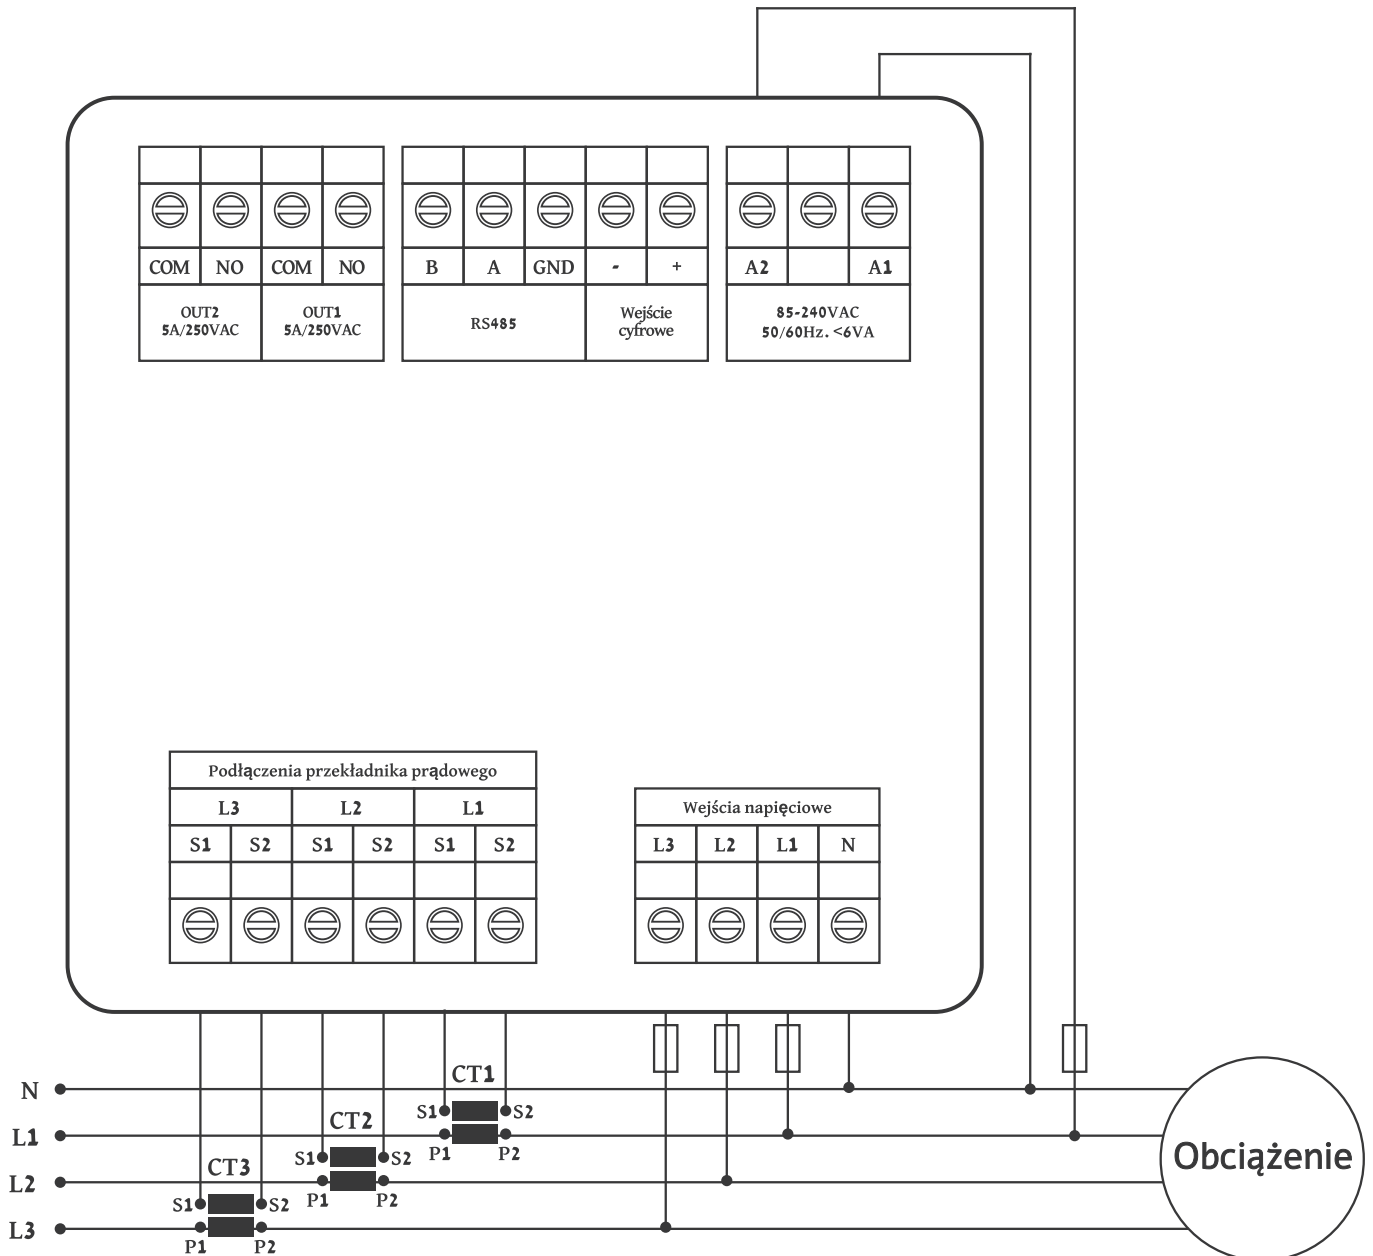 COM NO COM NO B A GND - + A2 A1
OUT2
5A/250VAC
OUT1
5A/250VAC
RS485
Wejście
cyfrowe
85-240VAC
50/60Hz. <6VA
Podłączenia przekładnika prądowego
L3 L2 L1
S1 S2 S1 S2 S1 S2
Wejścia napięciowe
L3 L2 L1 N
CT1
N
S1 S2
CT2
L1
P1 P2
S1 S2
Obciążenie
CT3
L2
P1 P2
S1 S2
L3
P1 P2